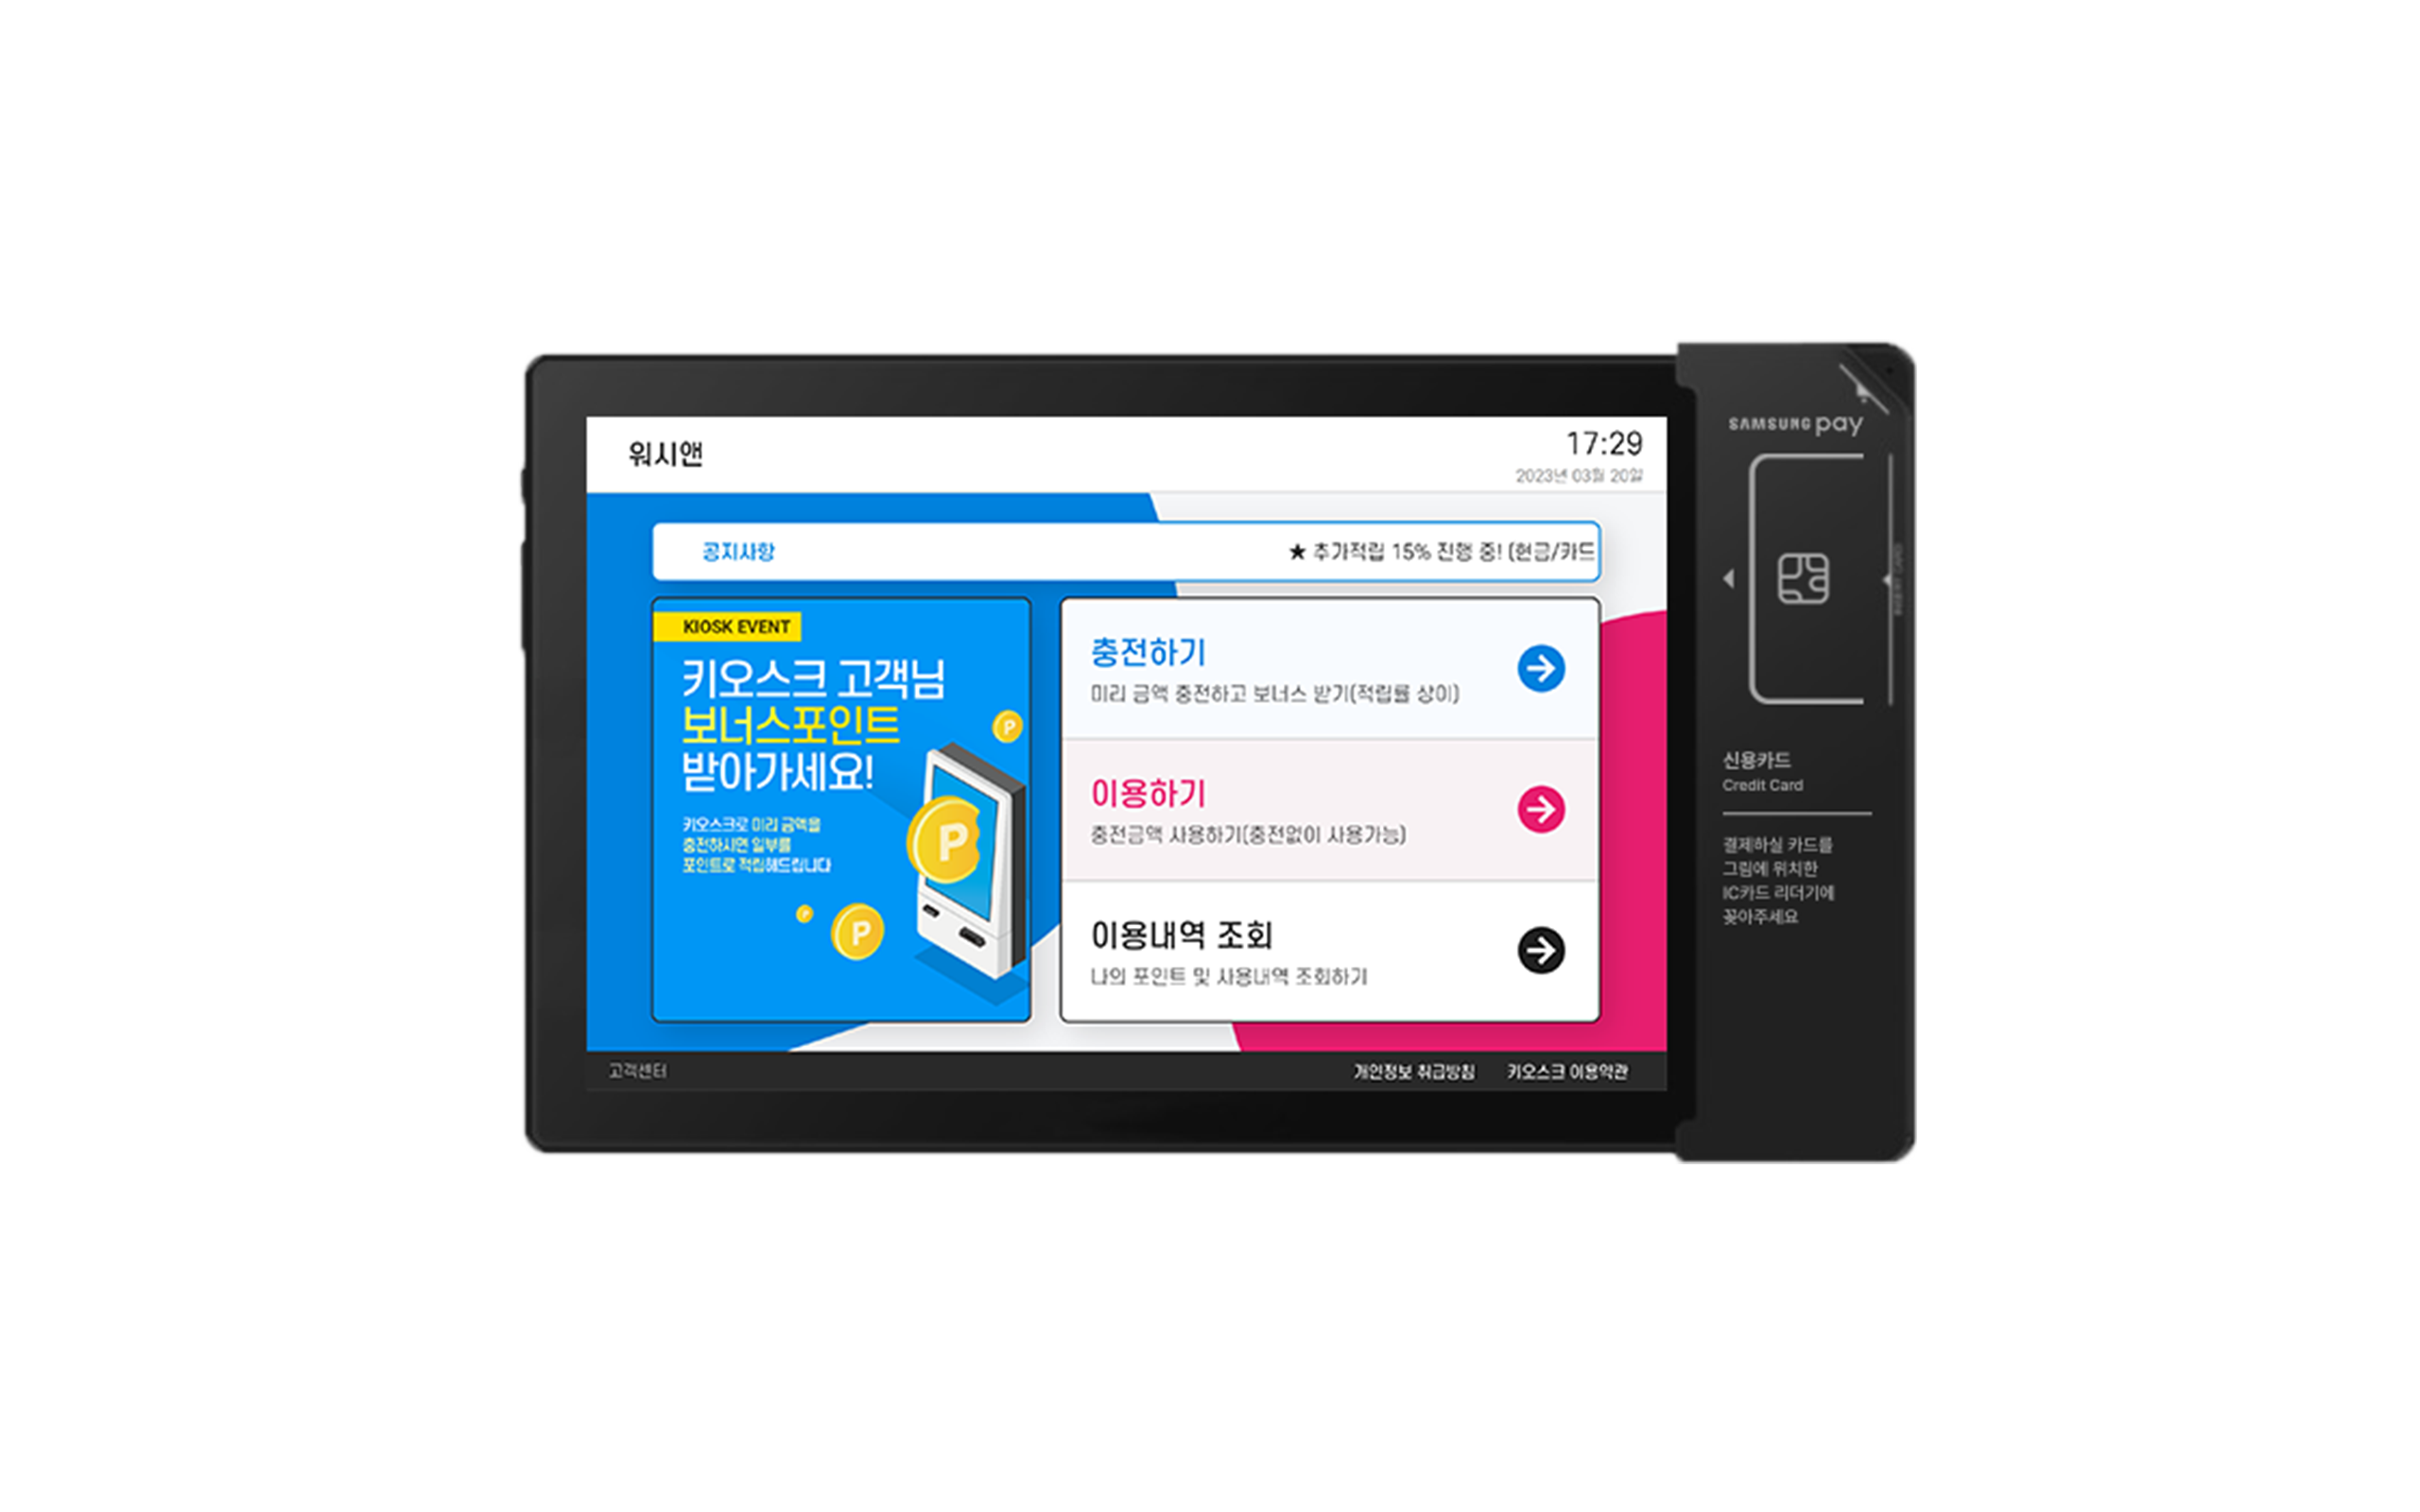 워시앤
17:29
2023년 03월 20일
공지사항
★ 추가적립 15% 진행 중! (현금/카드
KIOSK EVENT
키오스크 고객님
보너스포인트
받아가세요!
키오스크로 미리 금액을
충전하시면 일부를
포인트로 적립해드립니다
P
P
P
P
충전하기
미리 금액 충전하고 보너스 받기(적립률 상이)
이용하기
충전금액 사용하기(충전없이 사용가능)
이용내역 조회
나의 포인트 및 사용내역 조회하기
고객센터
개인정보 취급방침
키오스크 이용약관
SAMSUNG pay
INSERT CARD
신용카드
Credit Card
결제하실 카드를
그림에 위치한
IC카드 리더기에
꽂아주세요